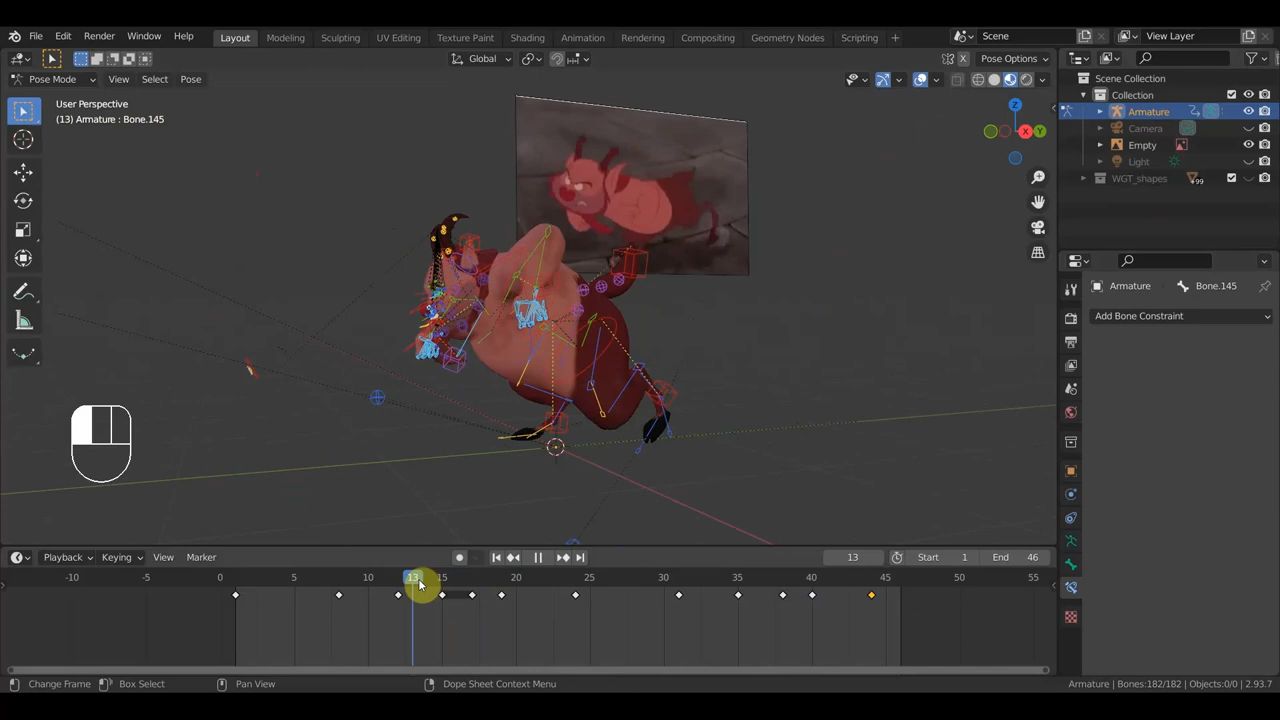 File Edit Render Window Help Layout Modeling Sculpting UV Editing Texture Paint Shading Animation Rendering Compositing Geometry Nodes Scripting + Scene View Layer
Global Pose Options
Pose Mode View Select Pose
User Perspective
(13) Armature : Bone.145
Z
X
Y
Scene Collection
Collection
Armature
Camera
Empty
Light
WGT_shapes 99
Armature Bone.145
Add Bone Constraint
Playback Keying View Marker 13 Start 1 End 46
-10 -5 0 5 10 13 15 20 25 30 35 40 45 50 55
Change Frame Box Select Pan View Dope Sheet Context Menu Armature | Bones:182/182 | Objects:0/0 | 2.93.7